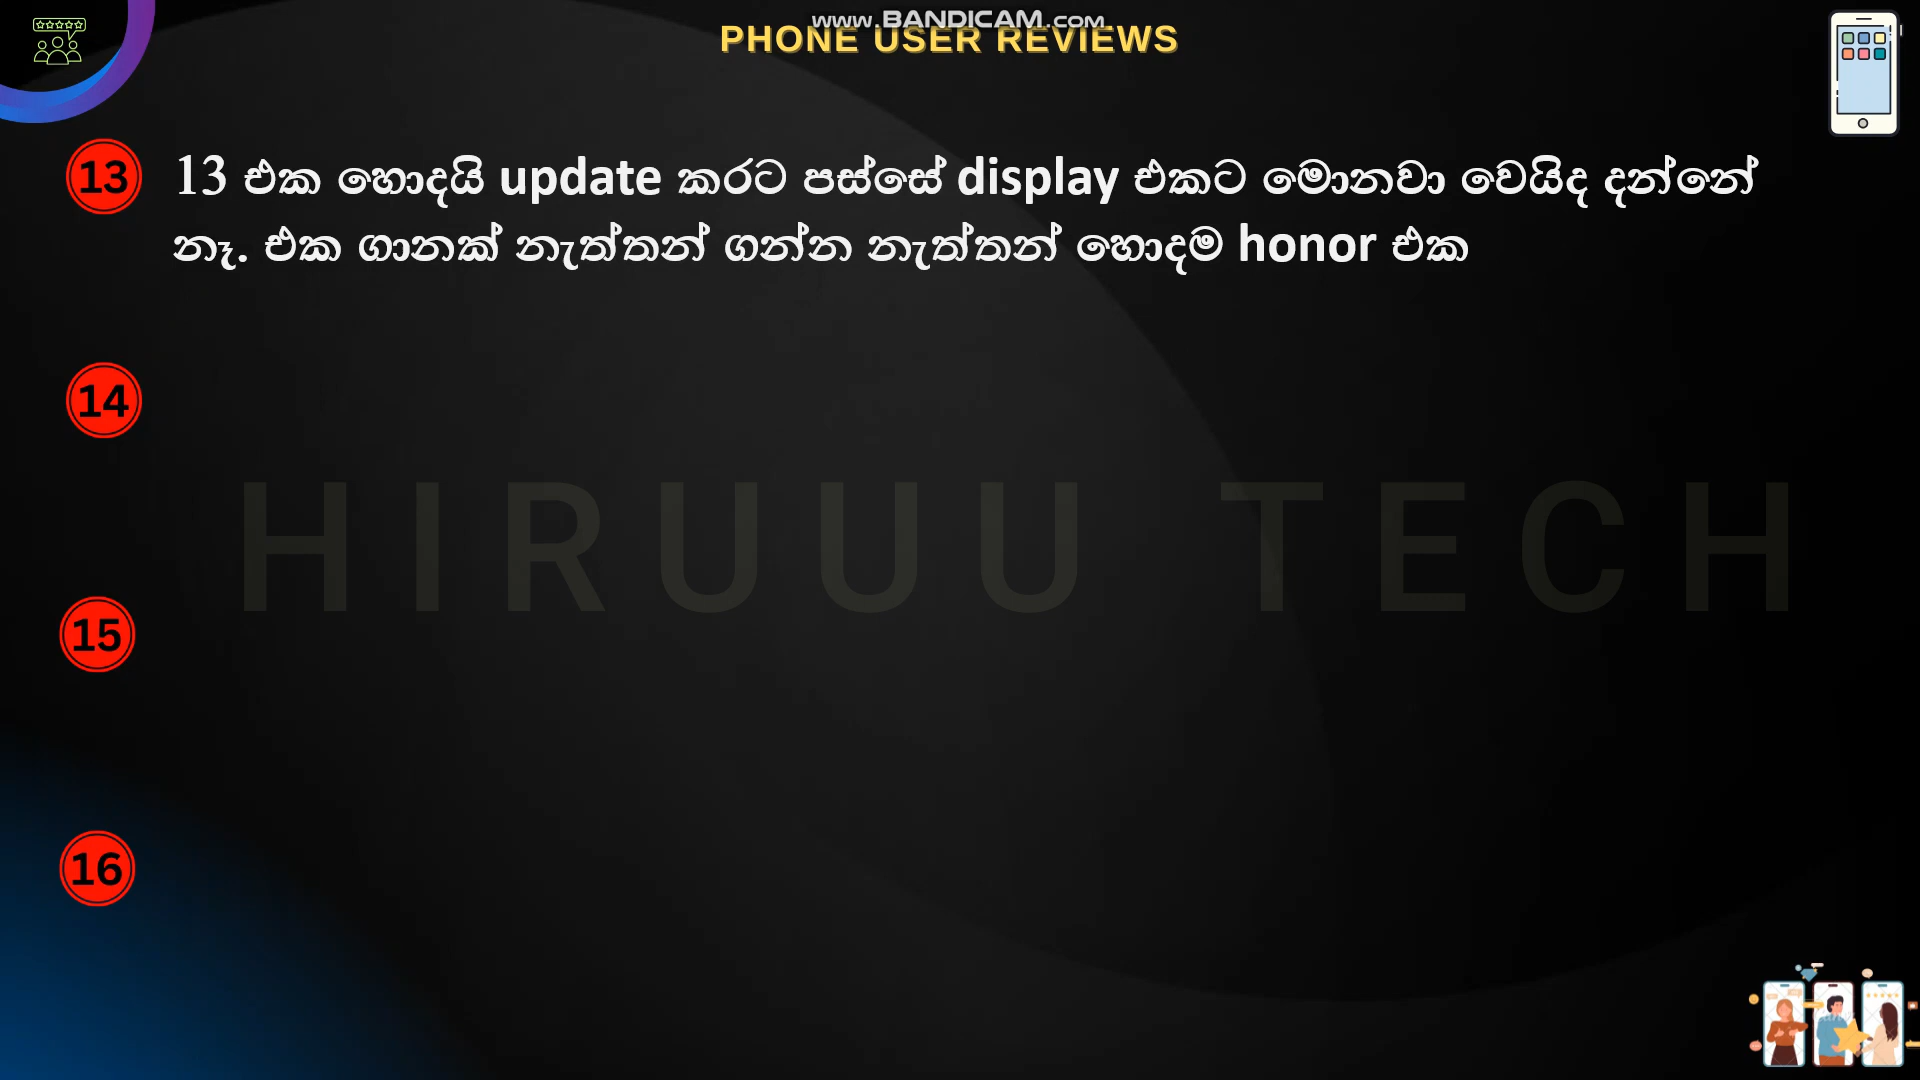 www.BANDICAM.com
PHONE USER REVIEWS
13
13 එක හොදයි update කරට පස්සේ display එකට මොනවා වෙයිද දන්නේ
නෑ. එක ගානක් නැත්තන් ගන්න නැත්තන් හොදම honor එක
14
HIRUUU TECH
15
16